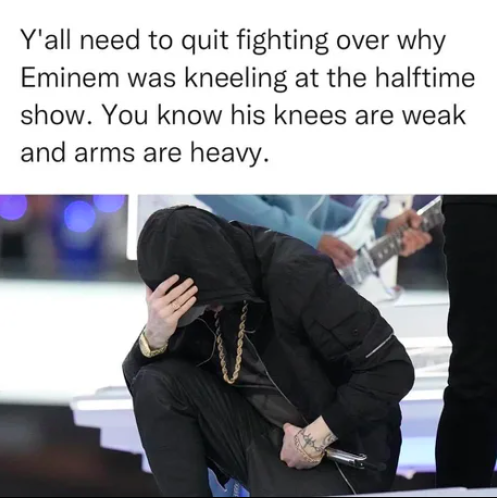 Y'all need to quit fighting over why
Eminem was kneeling at the halftime
show. You know his knees are weak
and arms are heavy.